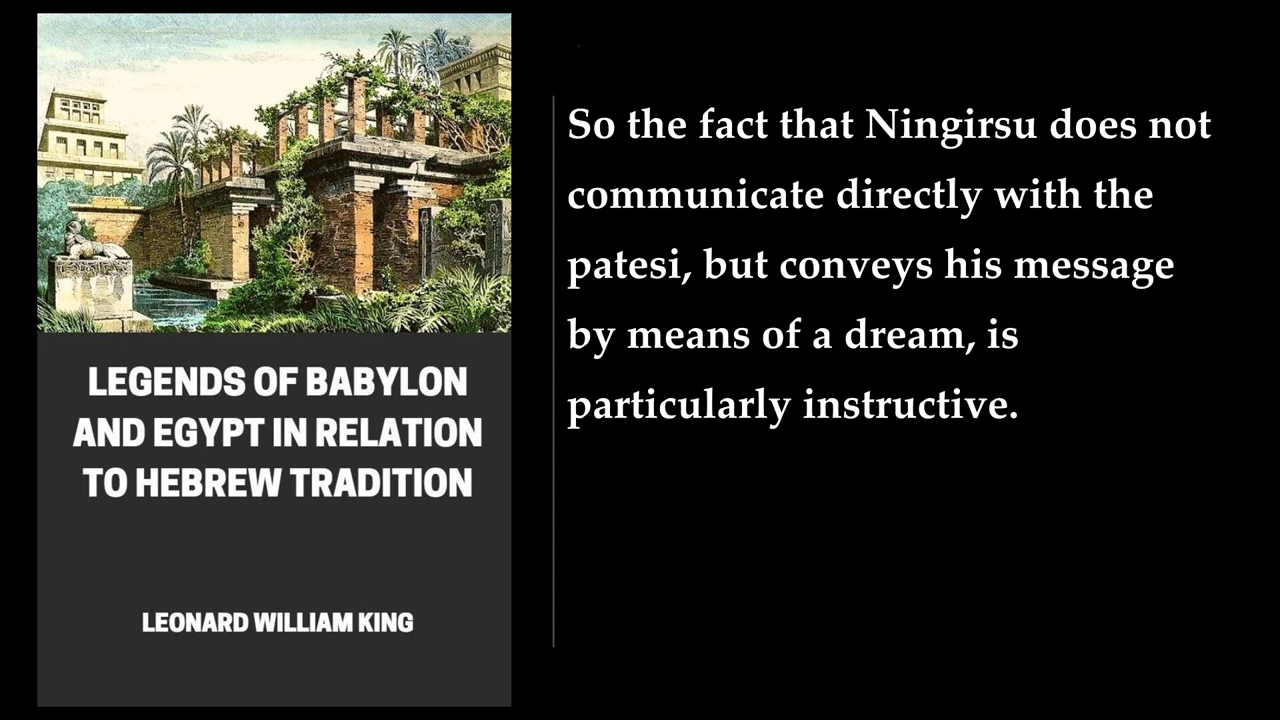 LEGENDS OF BABYLON
AND EGYPT IN RELATION
TO HEBREW TRADITION
LEONARD WILLIAM KING
So the fact that Ningirsu does not
communicate directly with the
patesi, but conveys his message
by means of a dream, is
particularly instructive.